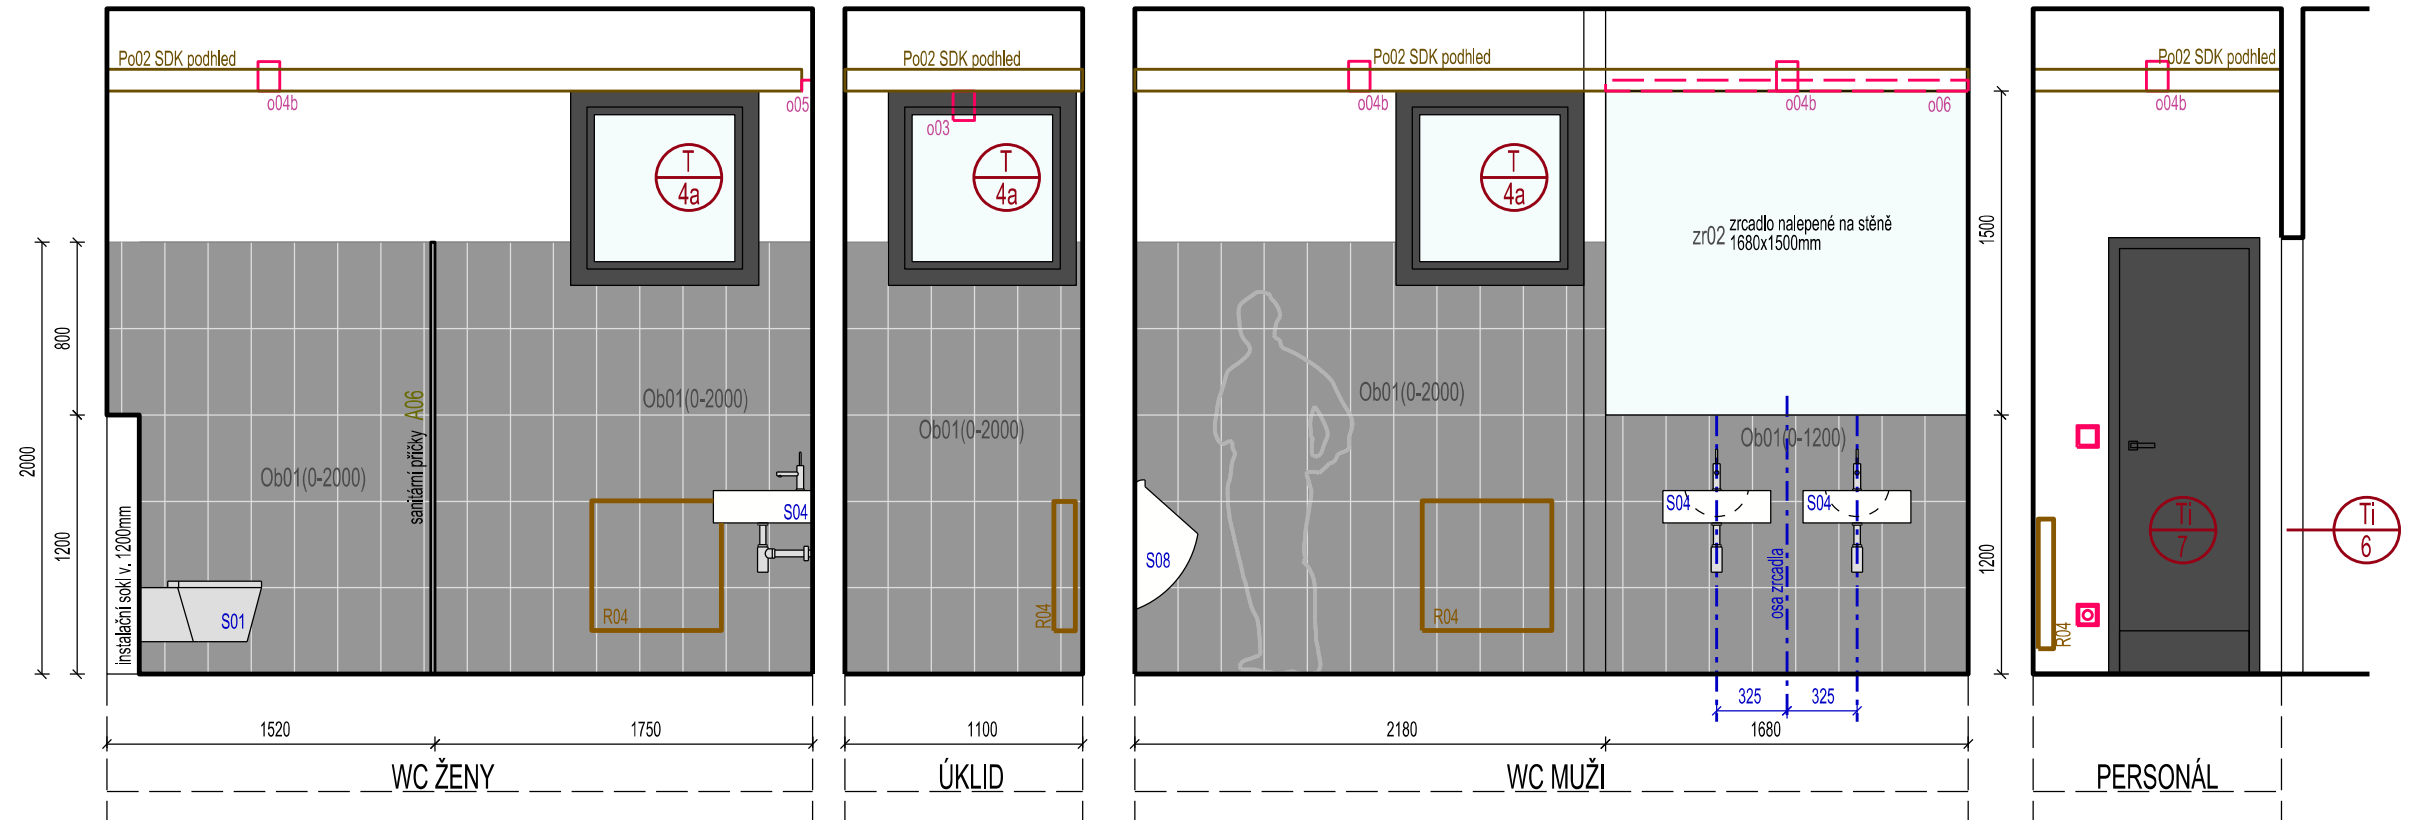 Po02 SDK podhled
o04b
o05
T
4a
Ob01(0-2000)
A06
sanitární příčky
Ob01(0-2000)
S04
S01
R04
instalační sokl v. 1200mm
2000
800
1200
1520
1750
WC ŽENY
Po02 SDK podhled
o03
T
4a
Ob01(0-2000)
R04
1100
ÚKLID
Po02 SDK podhled
o04b
o04b
o06
T
4a
zr02
zrcadlo nalepené na stěně
1680x1500mm
Ob01(0-2000)
Ob01(0-1200)
S04
S04
S08
R04
osa zrcadla
325
325
1500
1200
2180
1680
WC MUŽI
Po02 SDK podhled
o04b
Ti
7
Ti
6
R04
PERSONÁL